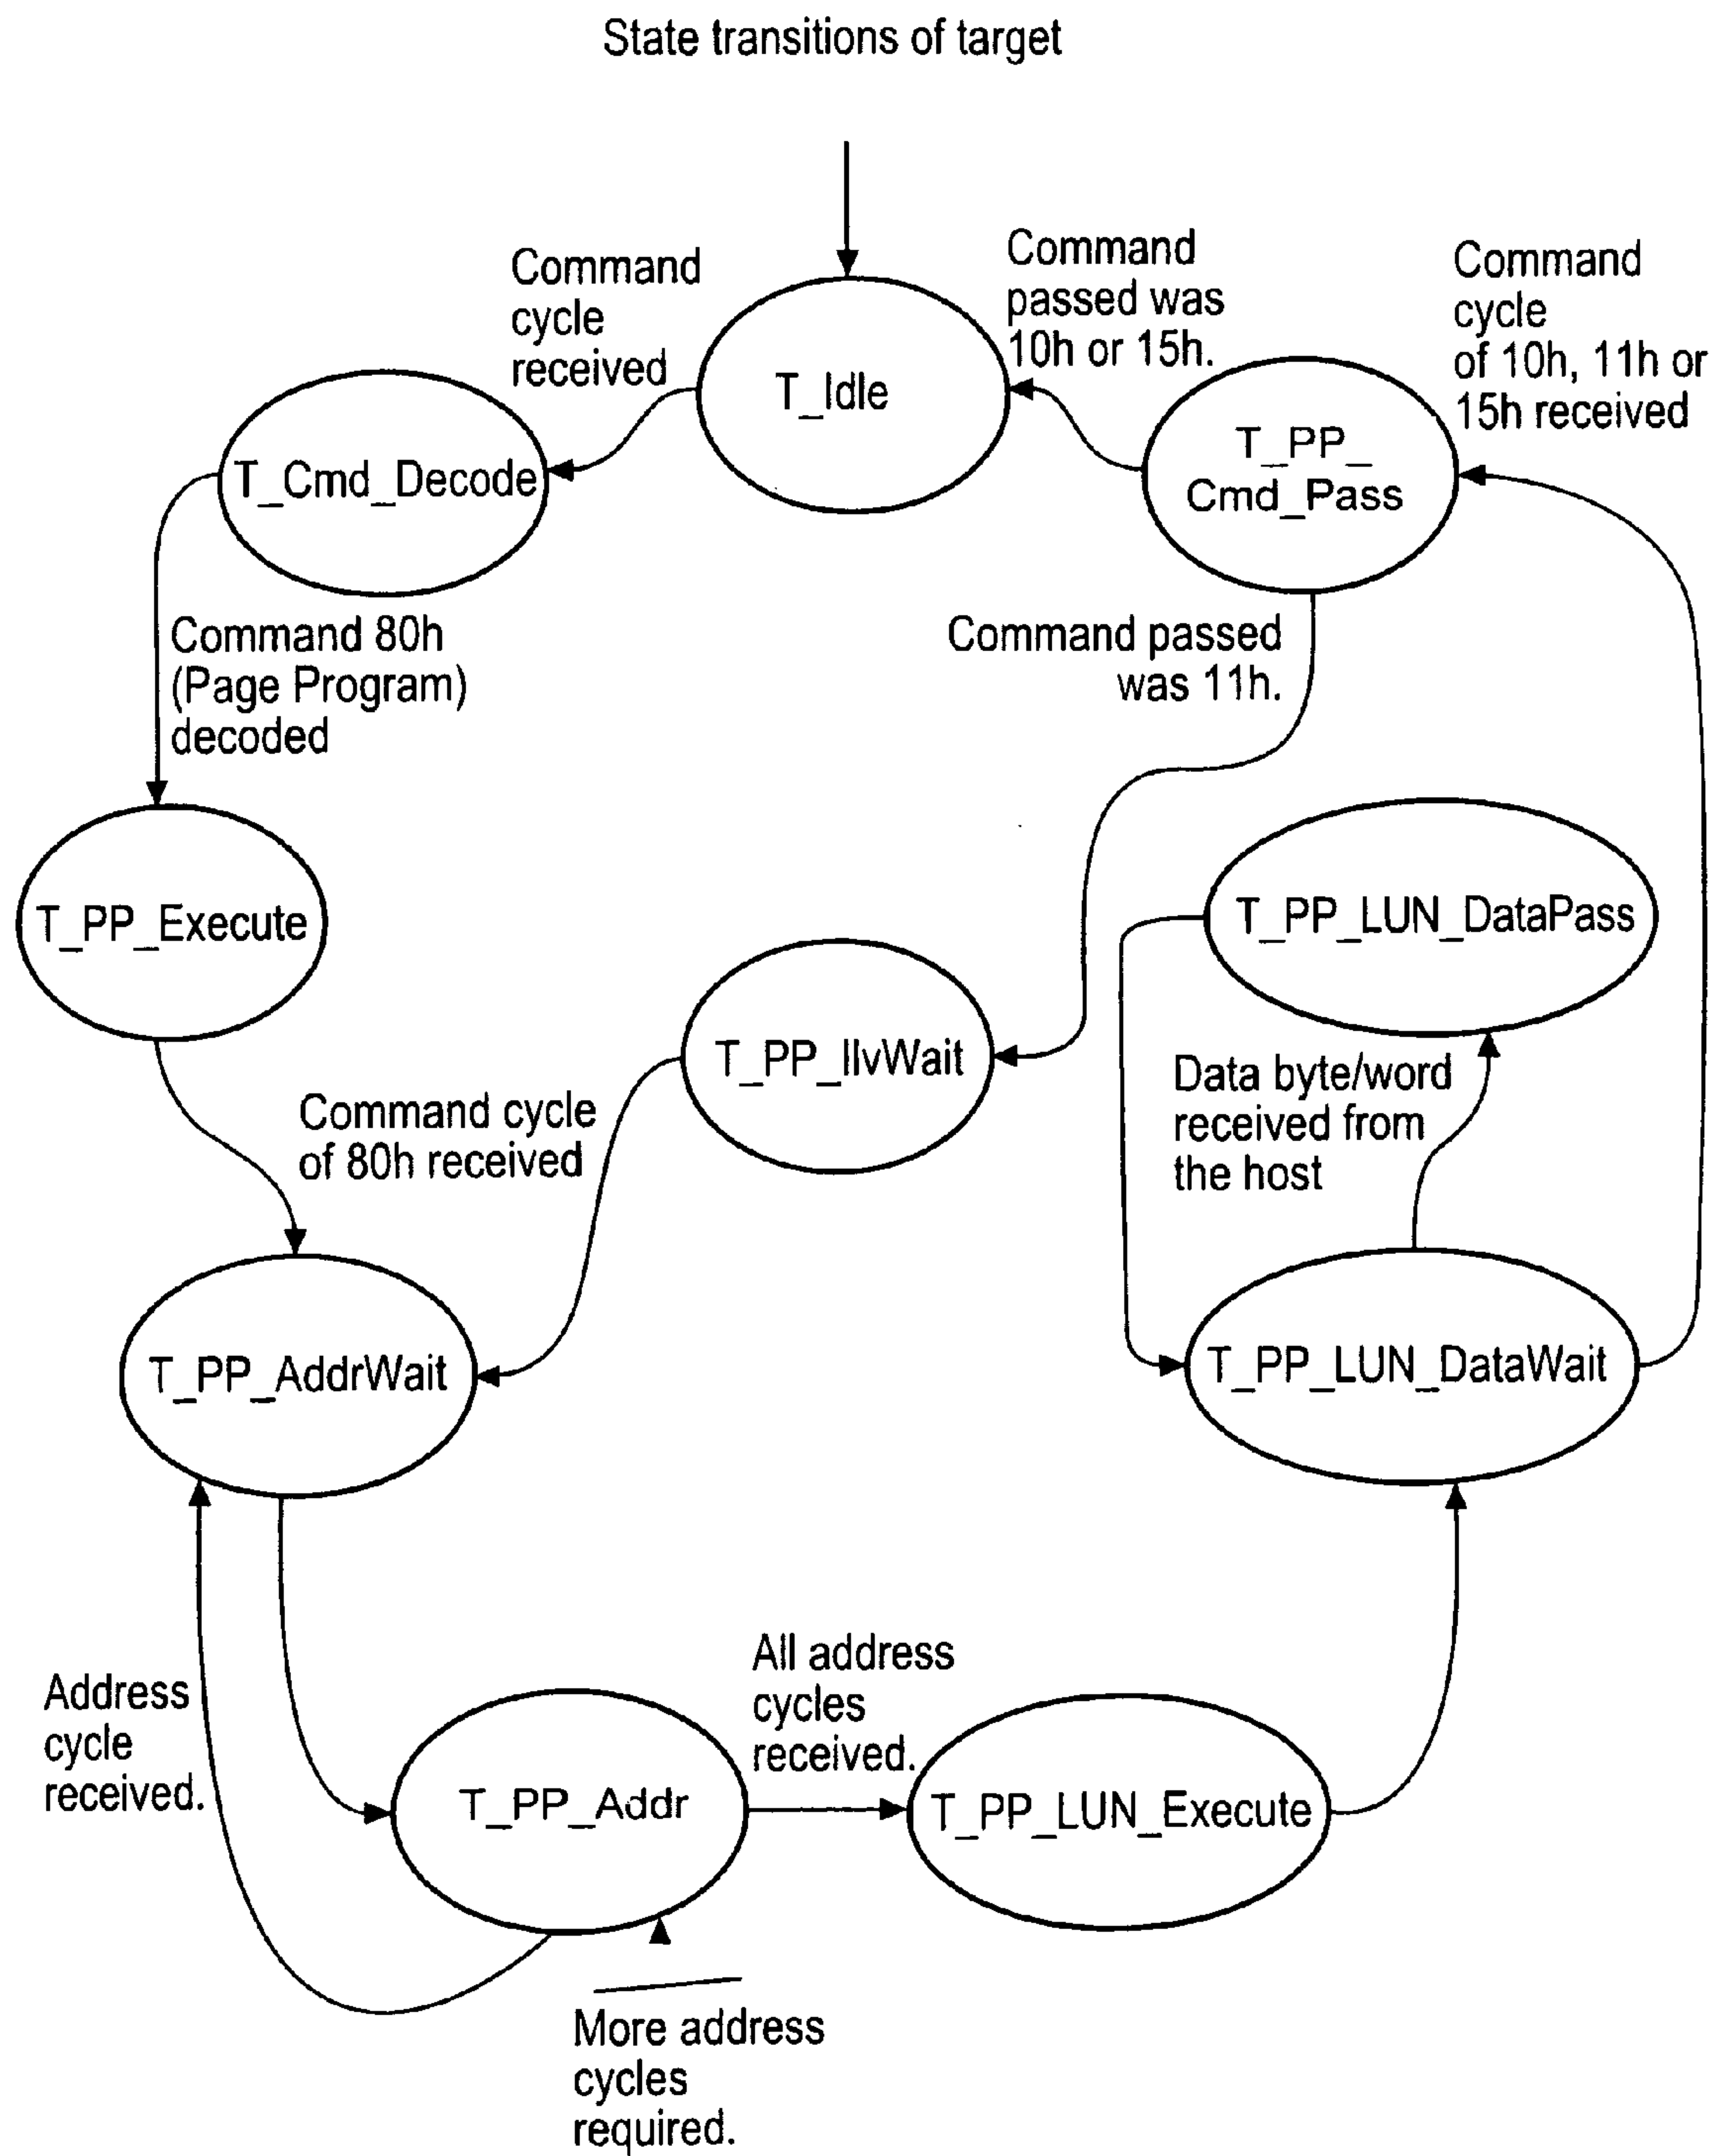 State transitions of target
Command
cycle
received
Command
passed was
10h or 15h.
Command
cycle
of 10h, 11h or
15h received
T_Idle
T_PP_
Cmd_Pass
T_Cmd_Decode
Command 80h
(Page Program)
decoded
Command passed
was 11h.
T_PP_Execute
T_PP_LUN_DataPass
T_PP_IlvWait
Data byte/word
received from
the host
Command cycle
of 80h received
T_PP_AddrWait
T_PP_LUN_DataWait
Address
cycle
received.
All address
cycles
received.
T_PP_Addr
T_PP_LUN_Execute
More address
cycles
required.